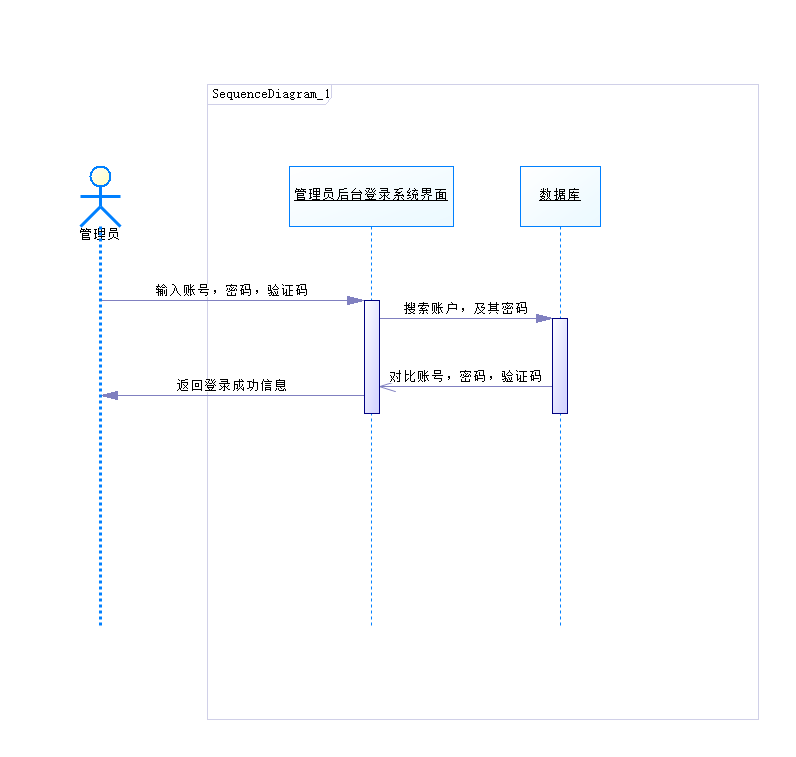 SequenceDiagram_1
管理员后台登录系统界面
数据库
管理员
输入账号，密码，验证码
搜索账户，及其密码
对比账号，密码，验证码
返回登录成功信息